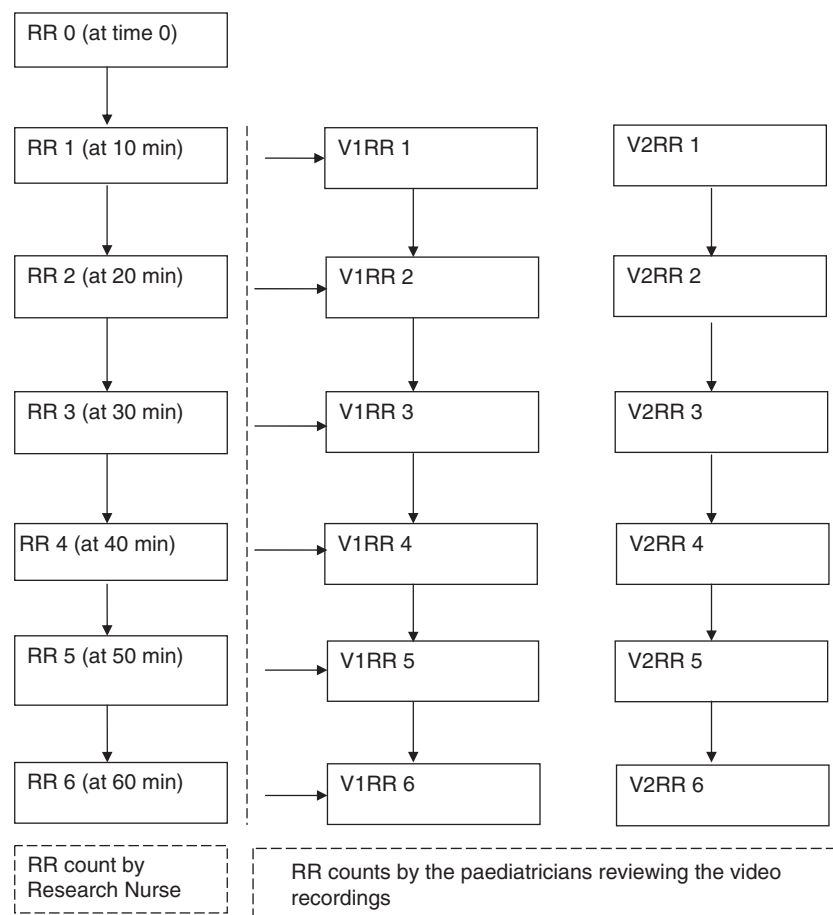 RR 0 (at time 0)
RR 1 (at 10 min)
V1RR 1
V2RR 1
RR 2 (at 20 min)
V1RR 2
V2RR 2
RR 3 (at 30 min)
V1RR 3
V2RR 3
RR 4 (at 40 min)
V1RR 4
V2RR 4
RR 5 (at 50 min)
V1RR 5
V2RR 5
RR 6 (at 60 min)
V1RR 6
V2RR 6
RR count by
Research Nurse
RR counts by the paediatricians reviewing the video
recordings